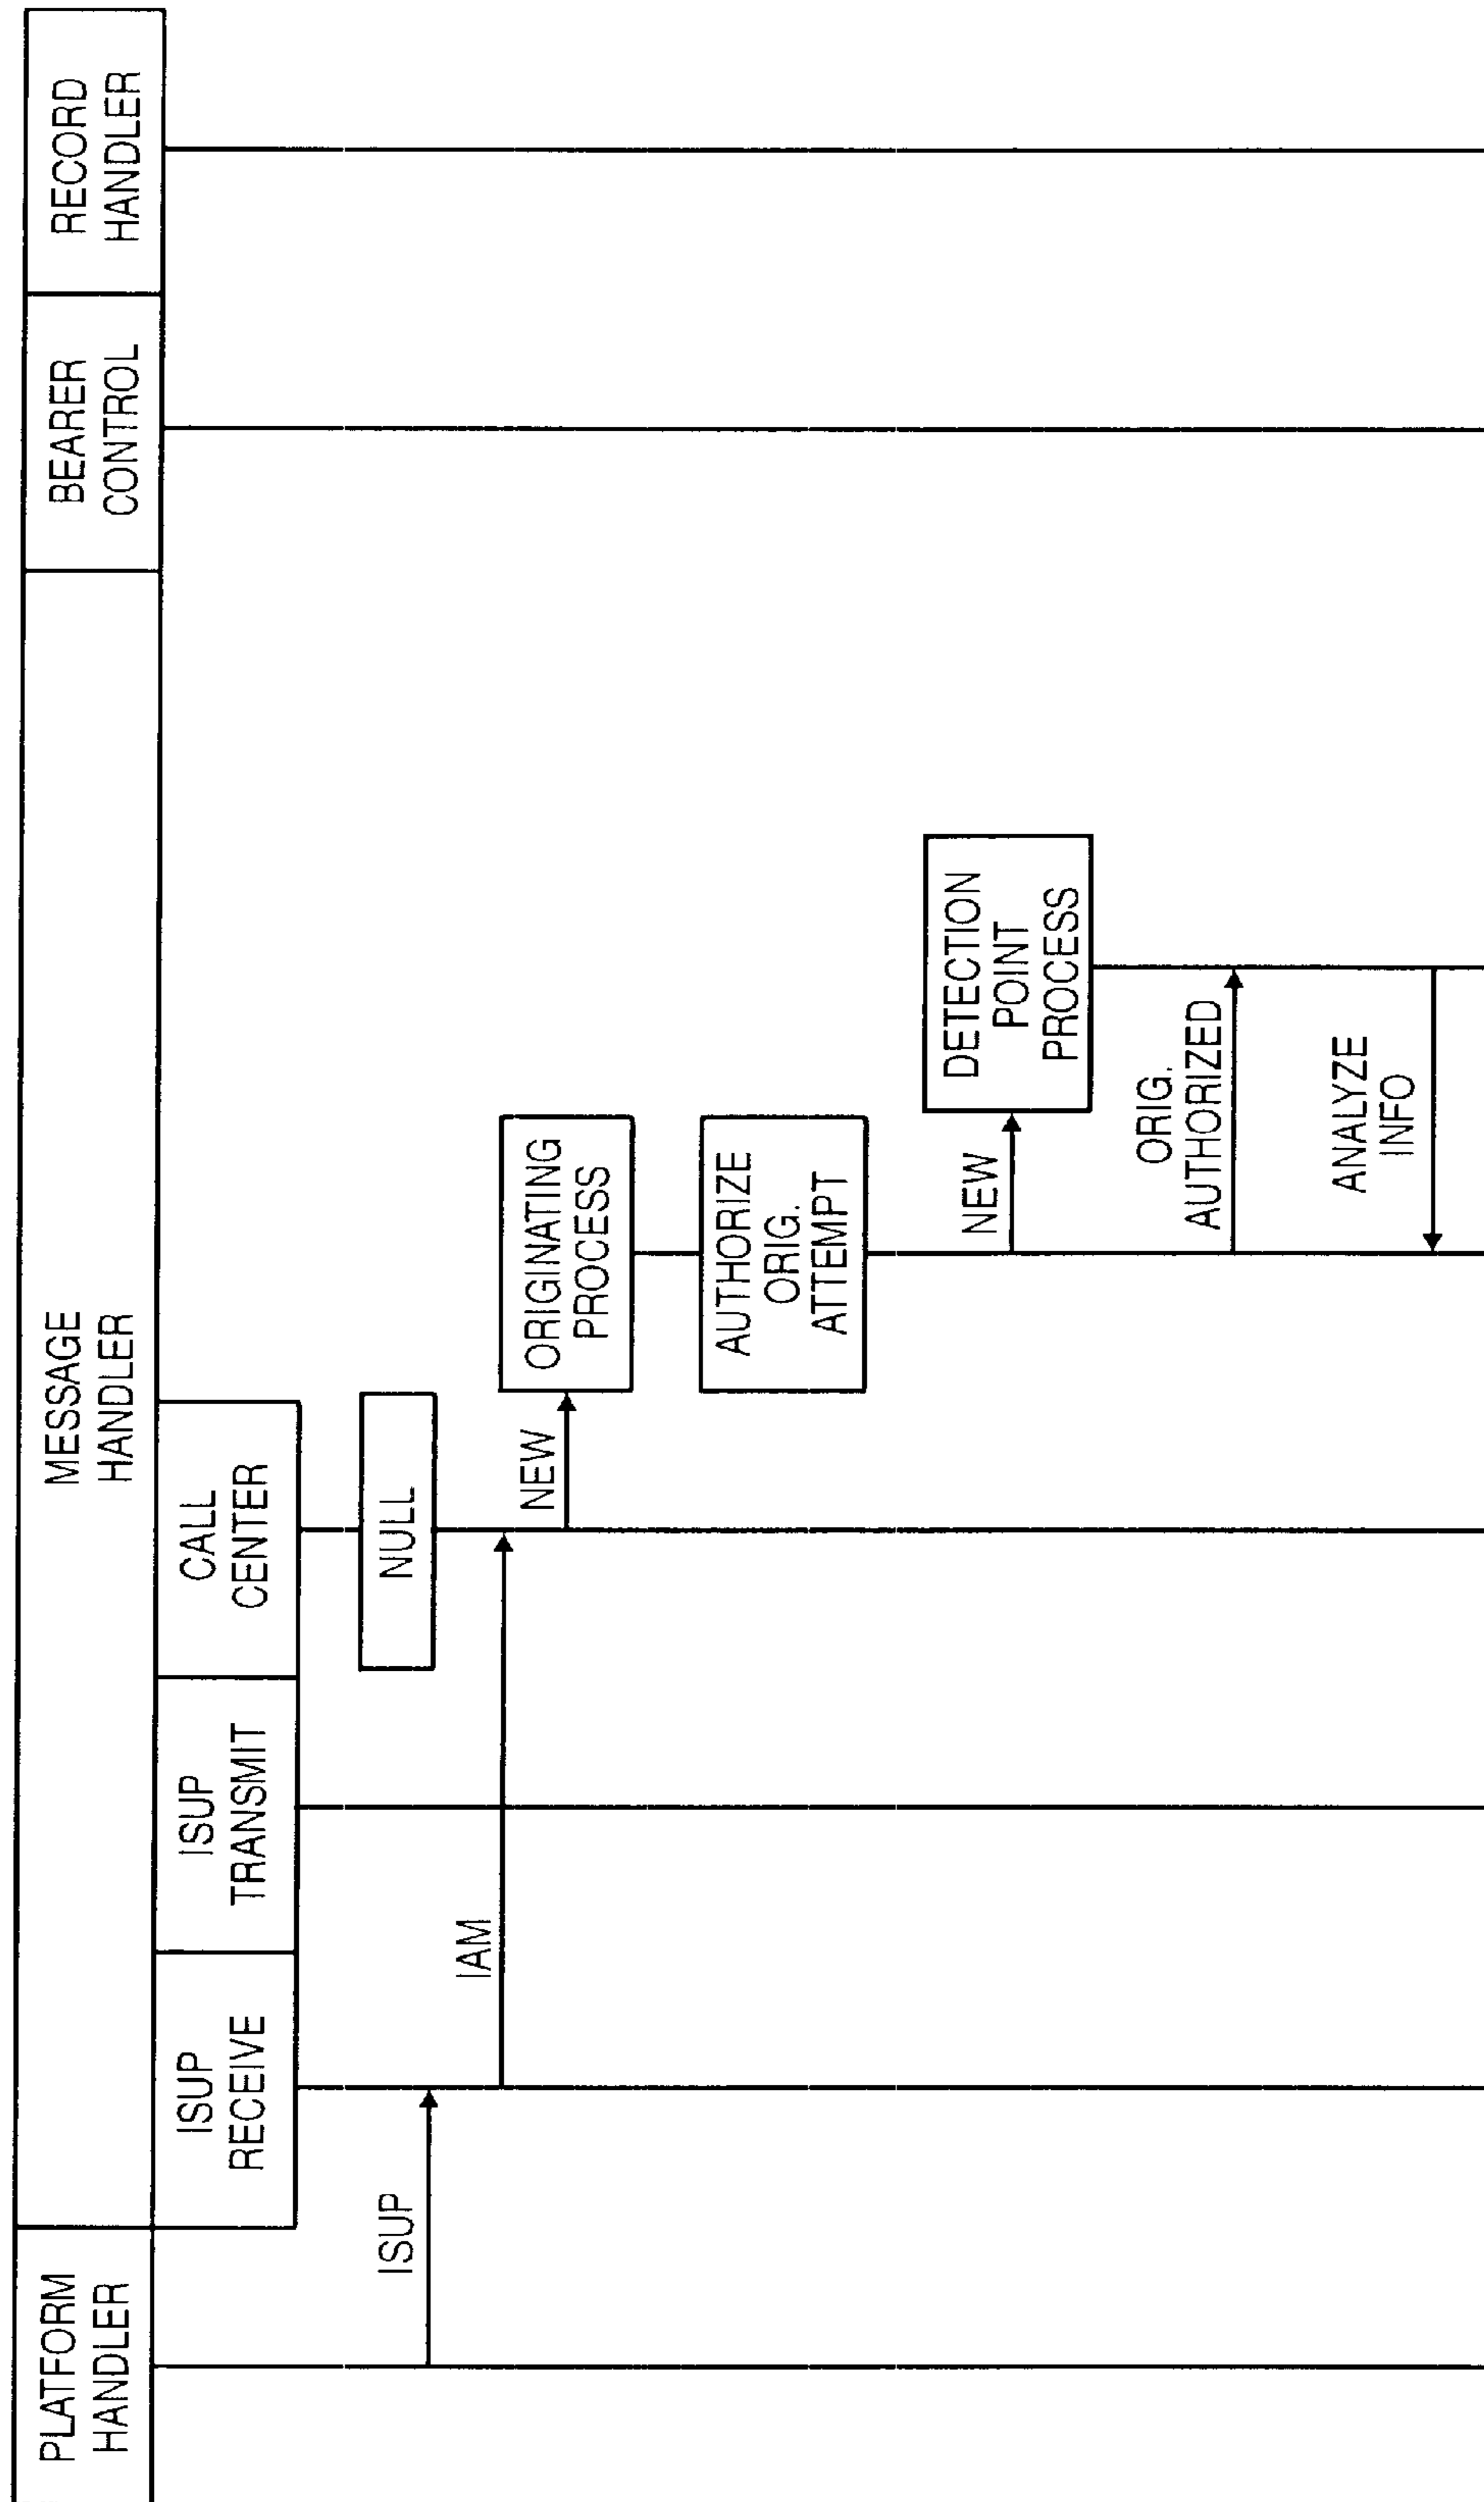 PLATFORM
HANDLER
MESSAGE
HANDLER
BEARER
CONTROL
RECORD
HANDLER
ISUP
RECEIVE
ISUP
TRANSMIT
CALL
CENTER
ISUP
NULL
IAM
NEW
ORIGINATING
PROCESS
AUTHORIZE
ORIG.
ATTEMPT
NEW
DETECTION
POINT
PROCESS
ORIG.
AUTHORIZED
ANALYZE
INFO